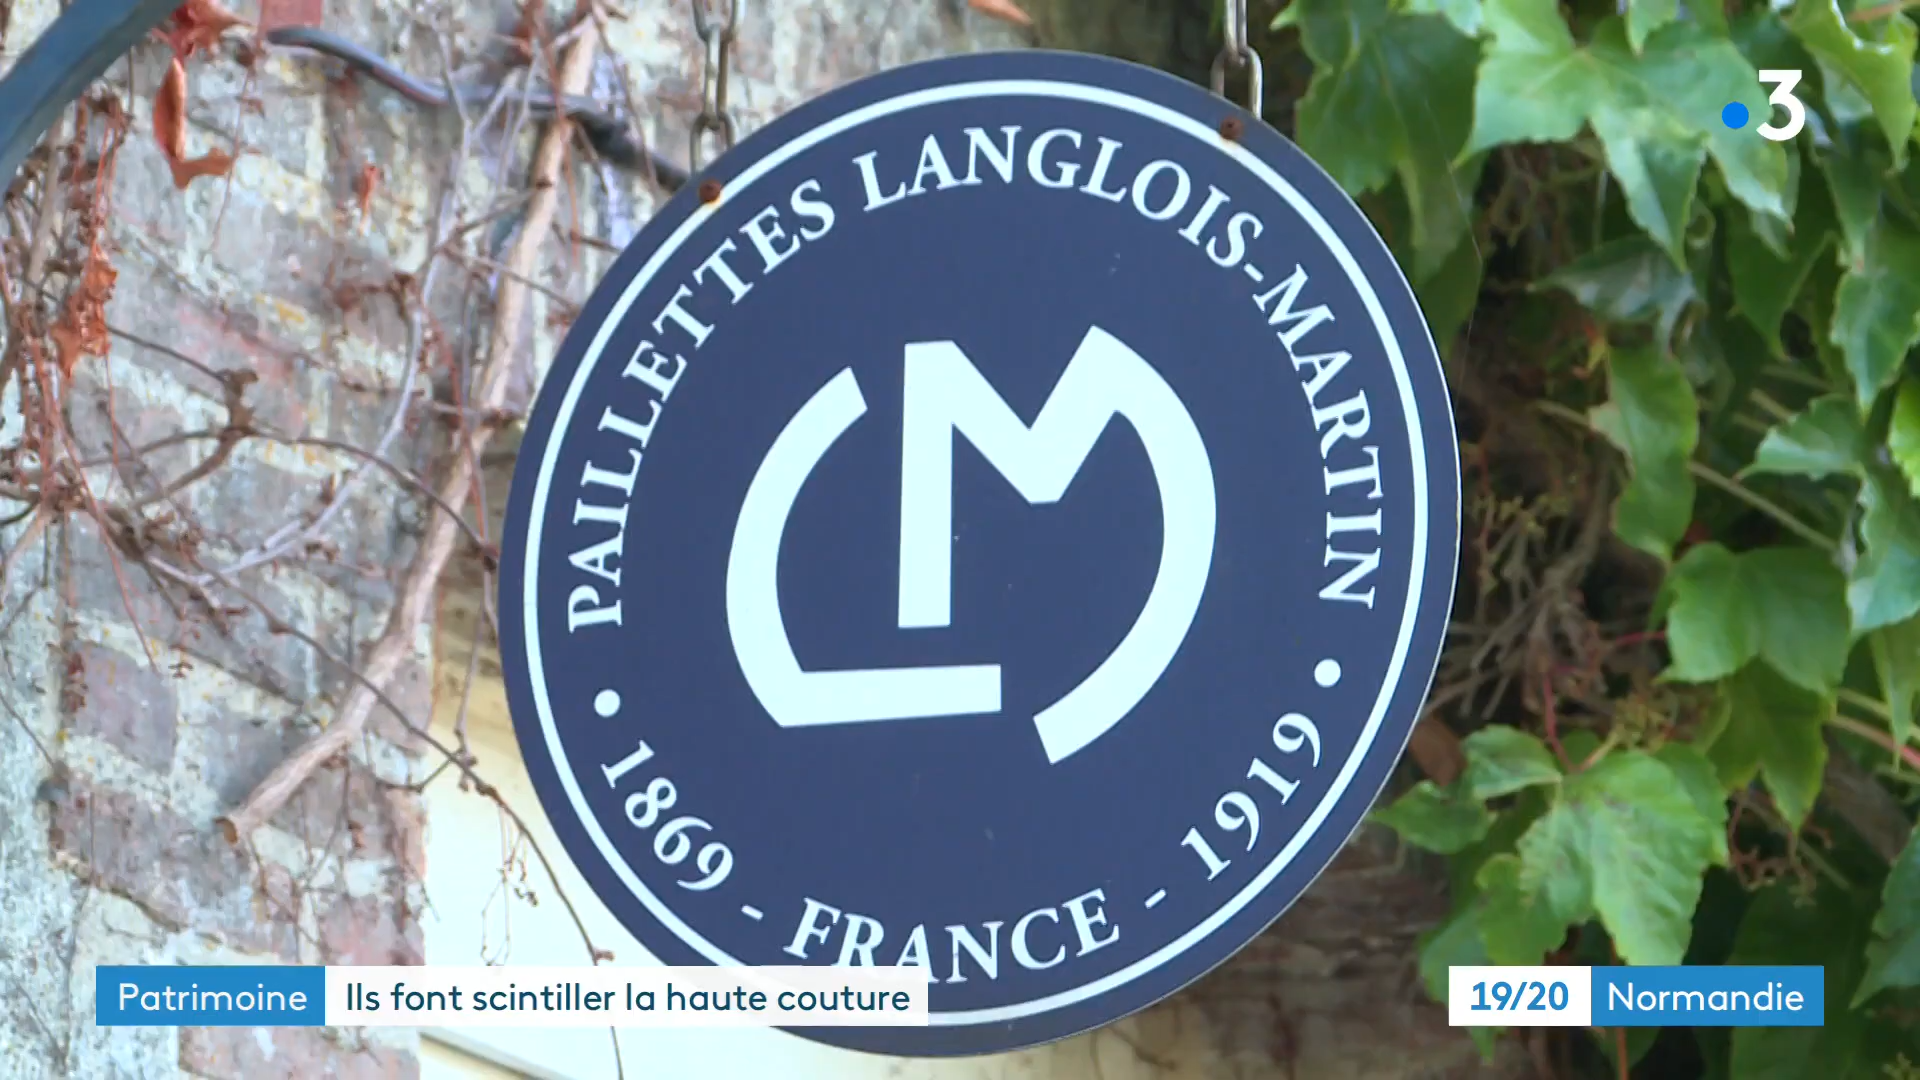 3
PAILLETTES LANGLOIS-MARTIN
LM
• 1869 - FRANCE - 1919 •
Patrimoine
Ils font scintiller la haute couture
19/20
Normandie